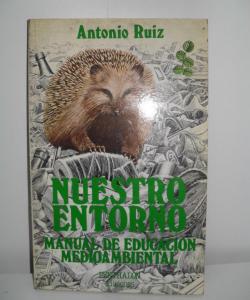 Antonio Ruiz
NUESTRO
ENTORNO
MANUAL DE EDUCACION
MEDIOAMBIENTAL